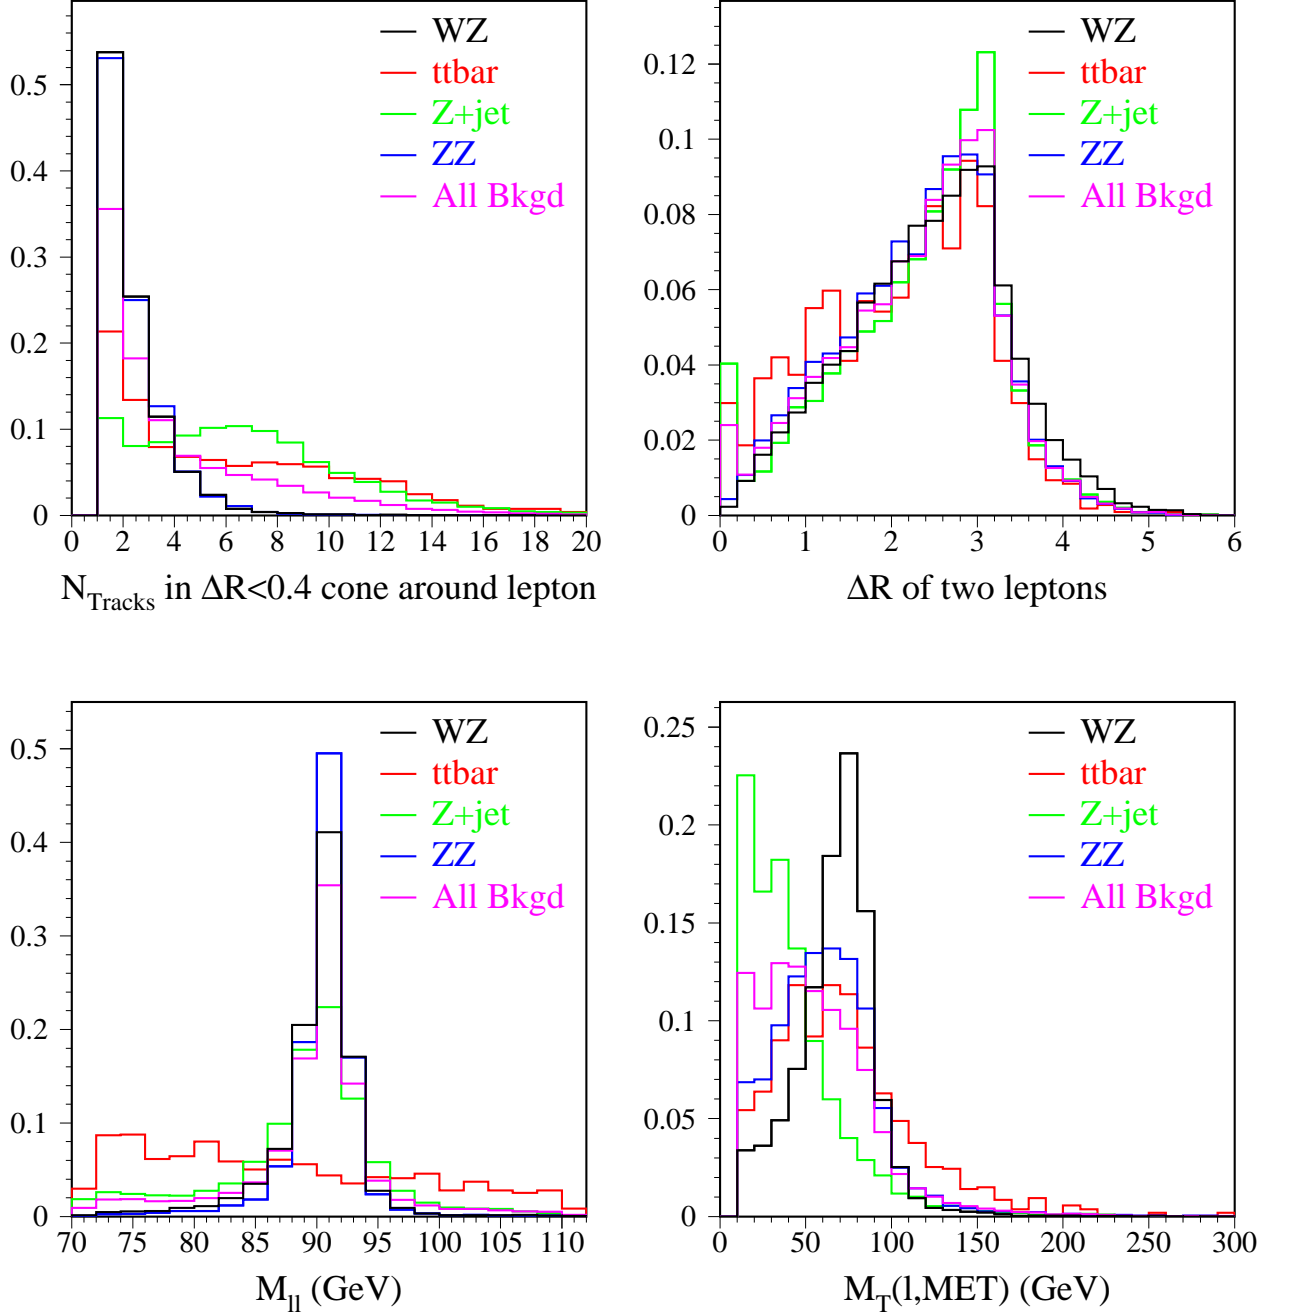 WZ
ttbar
Z+jet
ZZ
All Bkgd
0.5
0.4
0.3
0.2
0.1
0
0 2 4 6 8 10 12 14 16 18 20
N_Tracks in ΔR<0.4 cone around lepton
WZ
ttbar
Z+jet
ZZ
All Bkgd
0.12
0.1
0.08
0.06
0.04
0.02
0
0 1 2 3 4 5 6
ΔR of two leptons
WZ
ttbar
Z+jet
ZZ
All Bkgd
0.5
0.4
0.3
0.2
0.1
0
70 75 80 85 90 95 100 105 110
M_ll (GeV)
WZ
ttbar
Z+jet
ZZ
All Bkgd
0.25
0.2
0.15
0.1
0.05
0
0 50 100 150 200 250 300
M_T(l,MET) (GeV)